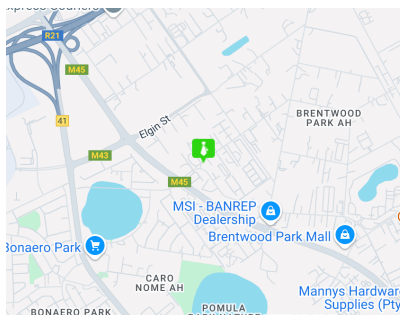 Express Couriers
R21
M45
41
Elgin St
BRENTWOOD
PARK AH
M43
M45
MSI - BANREP
Dealership
Brentwood Park Mall
Bonaero Park
CARO
NOME AH
Mannys Hardwar
Supplies (Pty
BONAERO PARK
POMULA